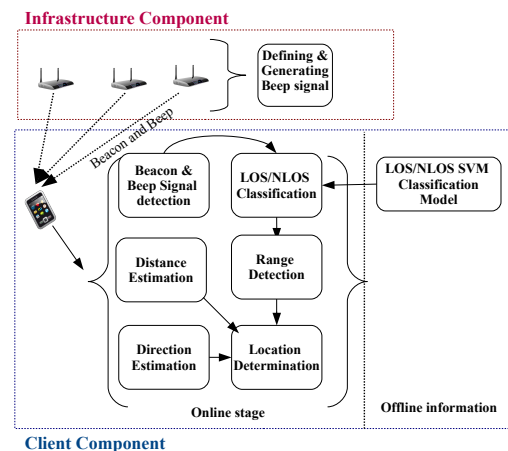 Infrastructure Component
Defining &
Generating
Beep signal
Beacon and Beep
Beacon &
Beep Signal
detection
LOS/NLOS
Classification
LOS/NLOS SVM
Classification
Model
Distance
Estimation
Range
Detection
Direction
Estimation
Location
Determination
Online stage
Offline information
Client Component